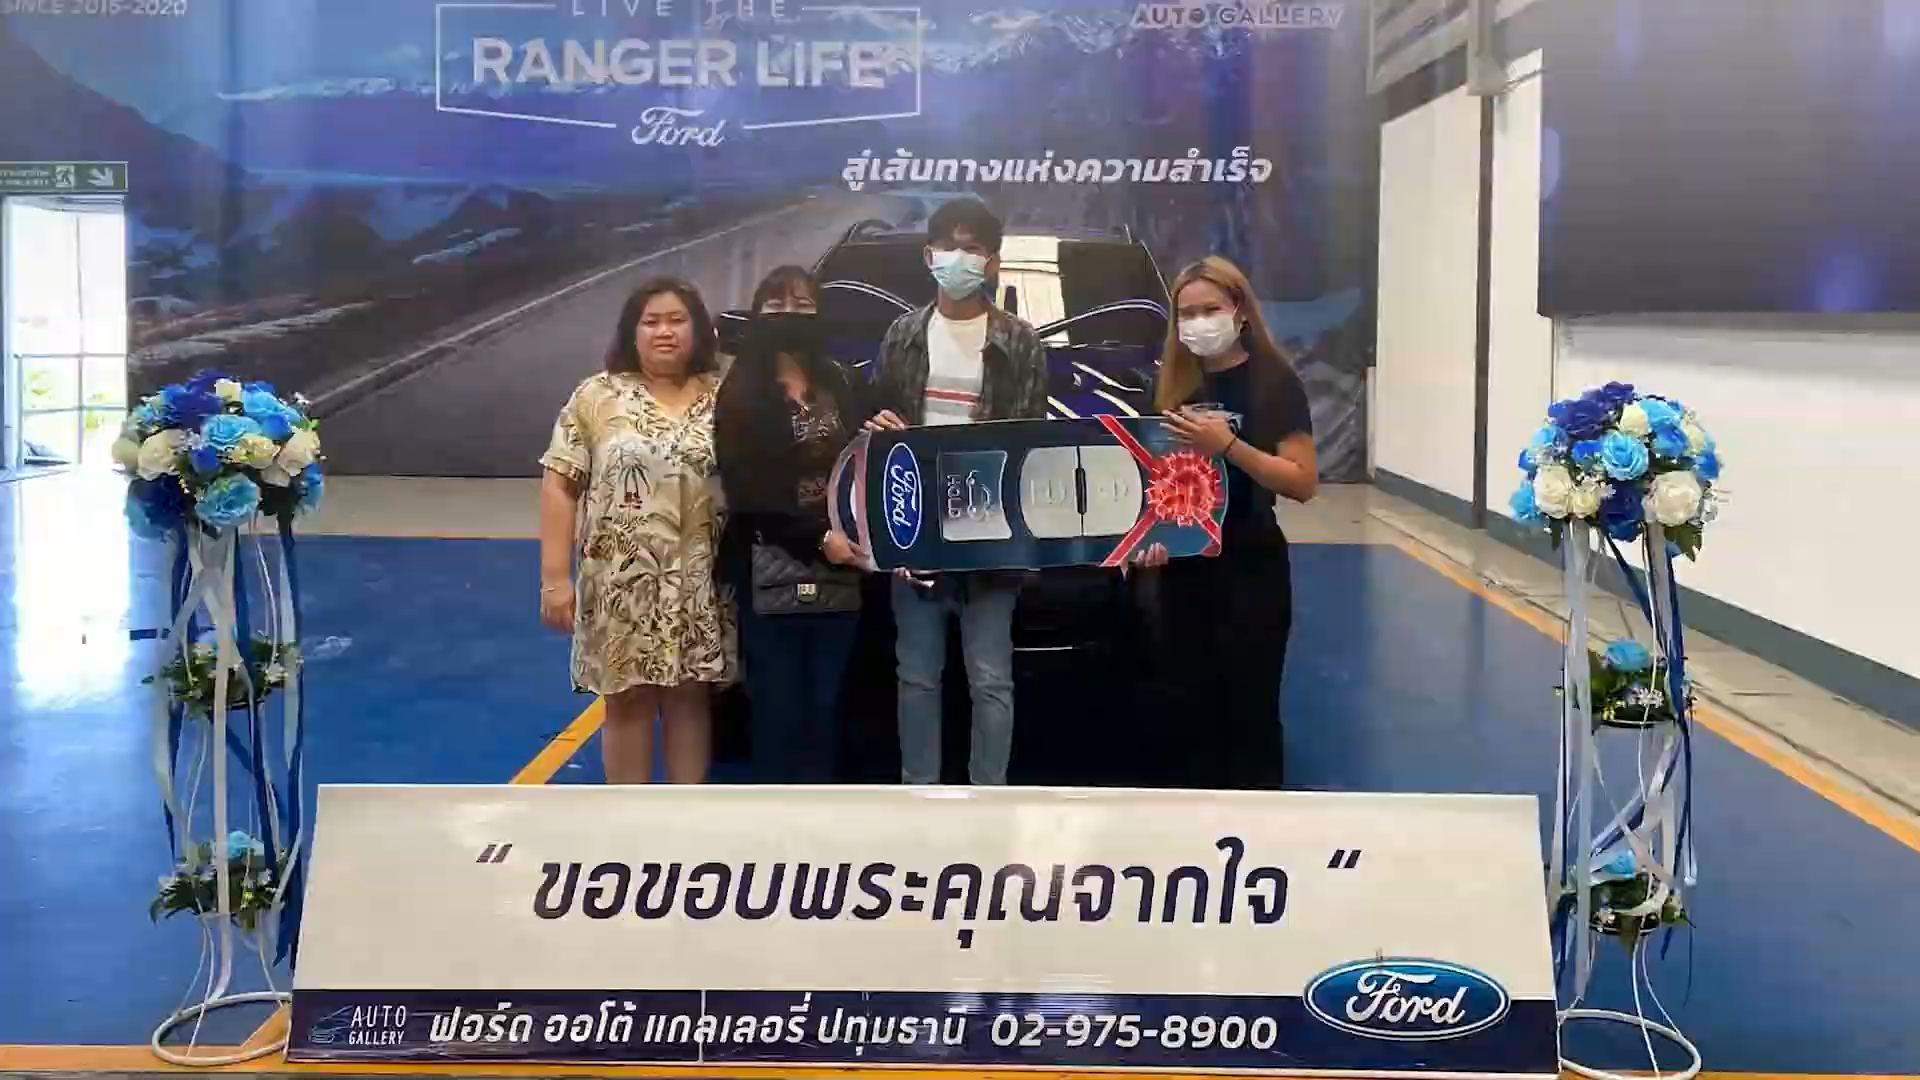 SINCE 2015-2020
LIVE THE
AUTO GALLERY
RANGER LIFE
Ford
สู่เส้นทางแห่งความสำเร็จ
Ford
HOLD
“ ขอขอบพระคุณจากใจ “
AUTO GALLERY
ฟอร์ด ออโต้ แกลเลอรี่ ปทุมธานี 02-975-8900
Ford